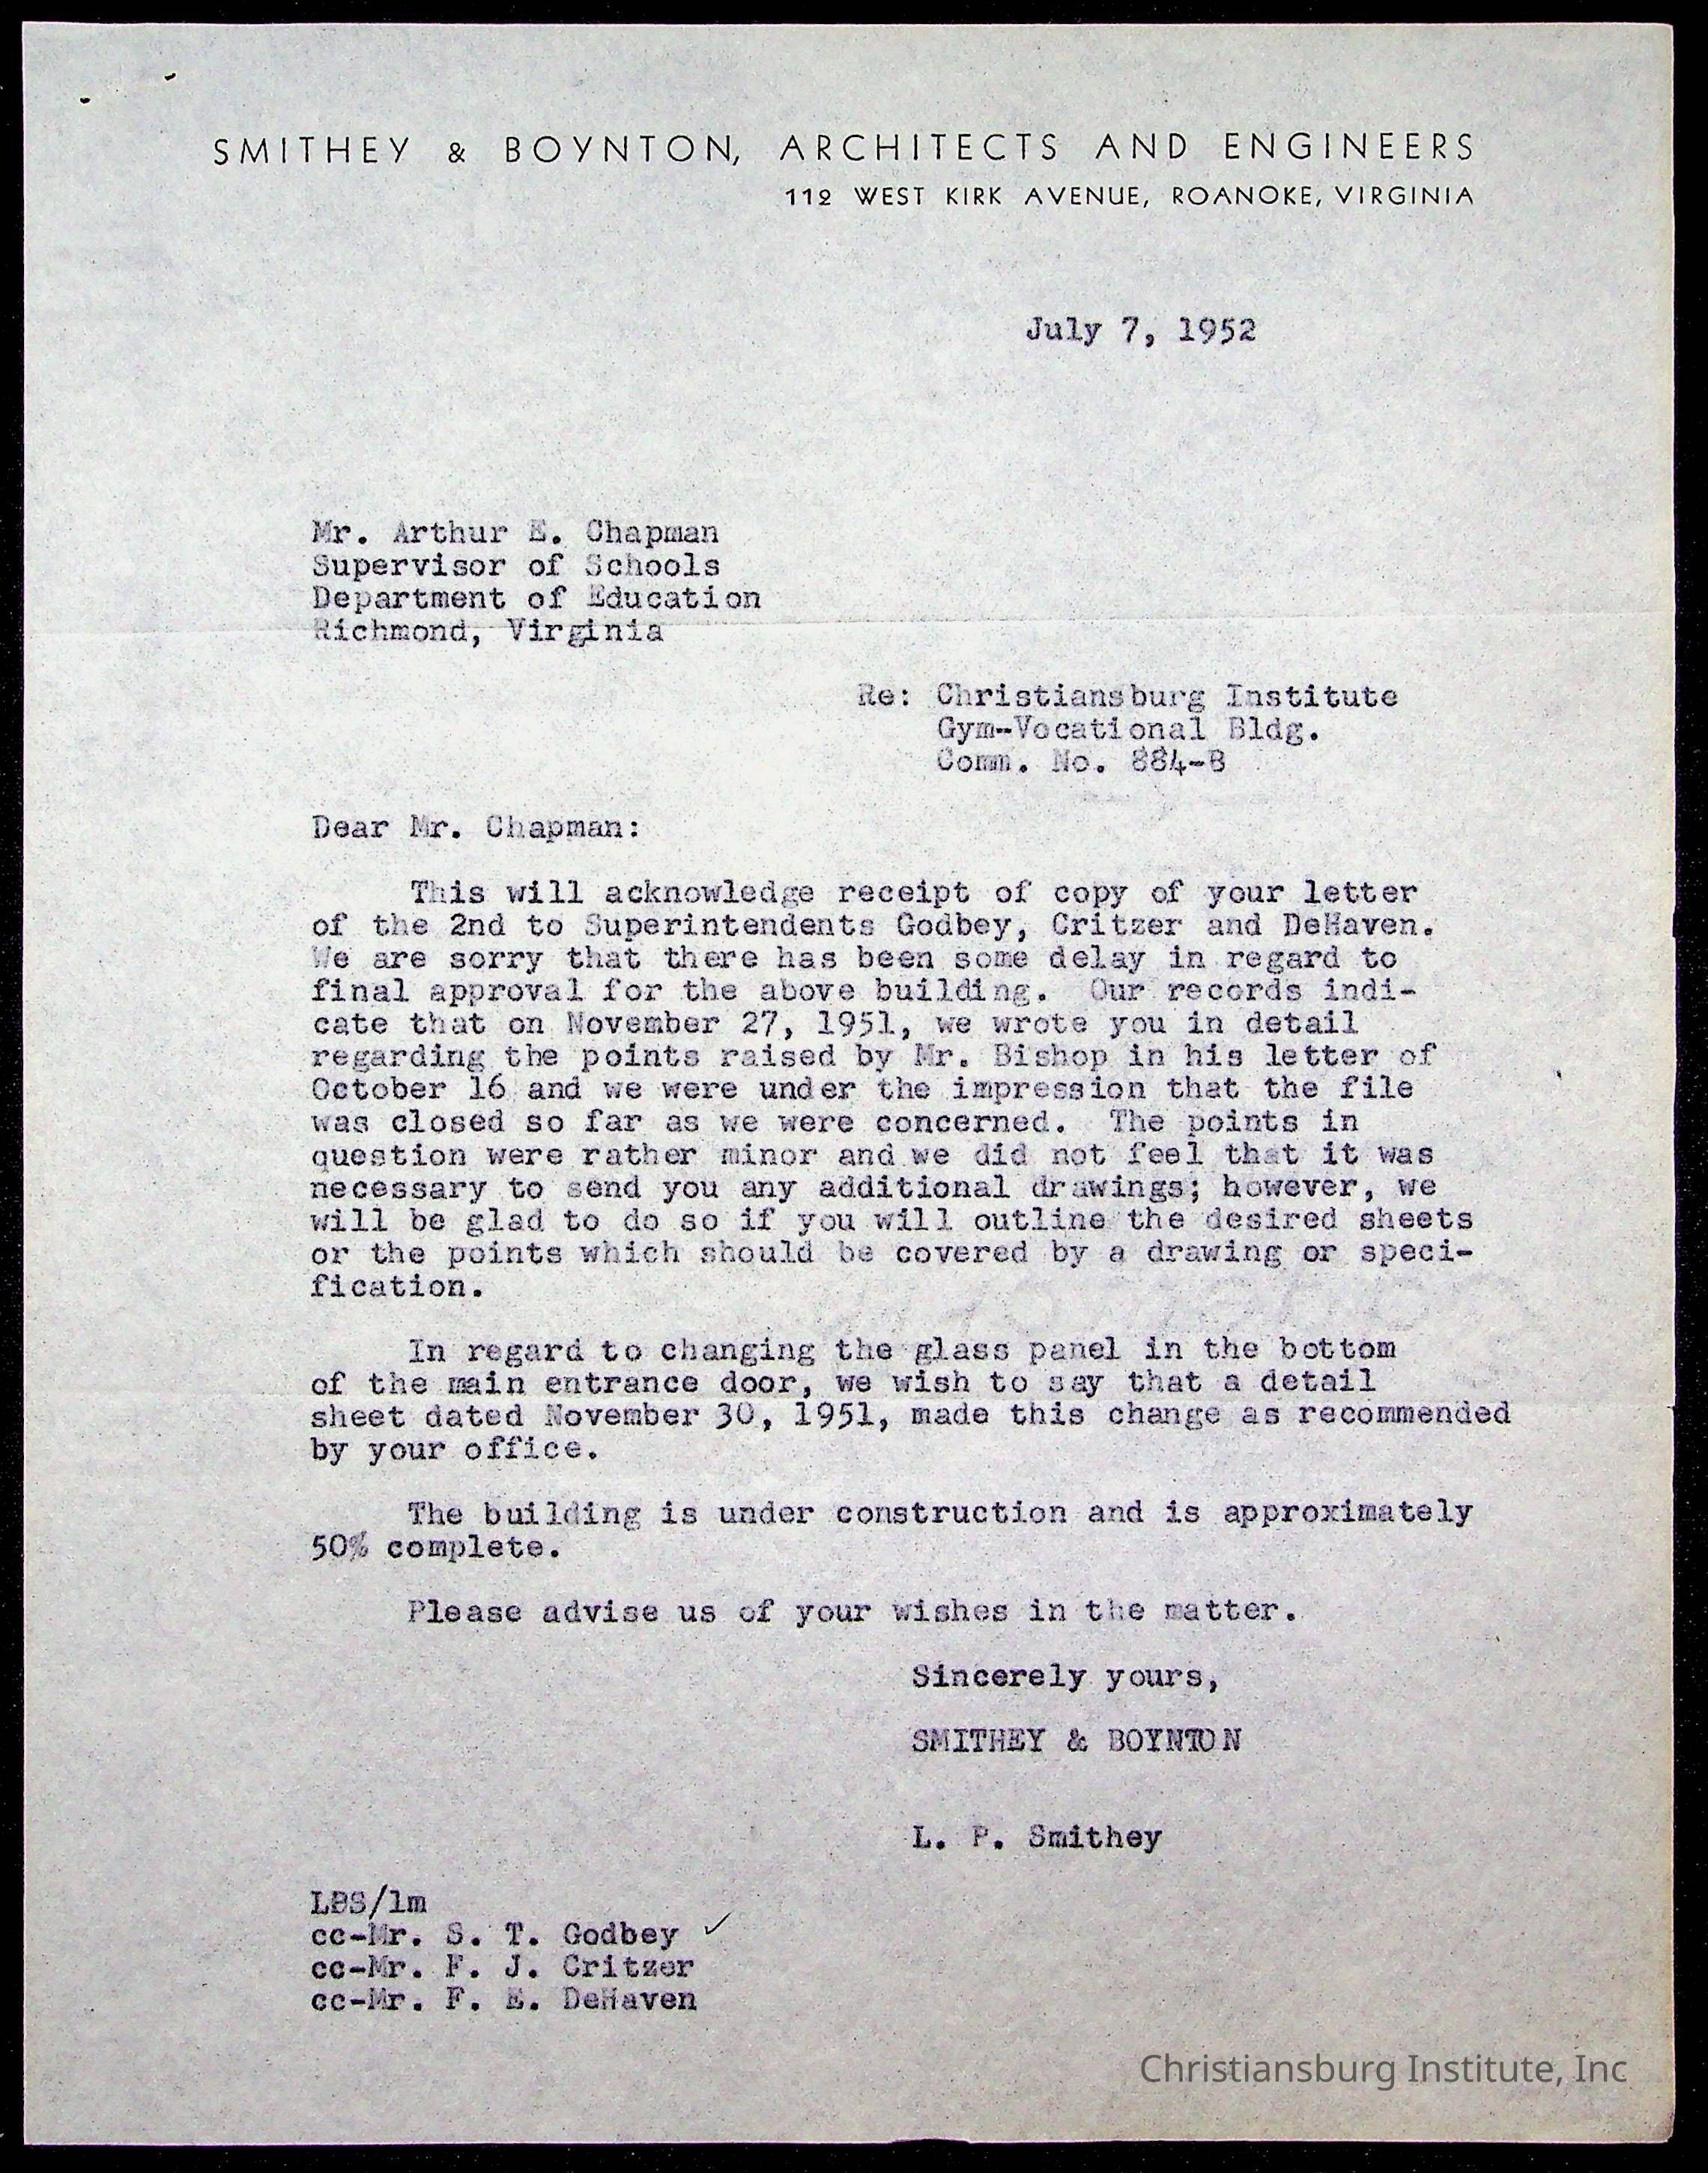 SMITHEY & BOYNTON, ARCHITECTS AND ENGINEERS
112 WEST KIRK AVENUE, ROANOKE, VIRGINIA
July 7, 1952
Mr. Arthur E. Chapman
Supervisor of Schools
Department of Education
Richmond, Virginia
Re: Christiansburg Institute
Gym-Vocational Bldg.
Comm. No. 884-B
Dear Mr. Chapman:
This will acknowledge receipt of copy of your letter
of the 2nd to Superintendents Godbey, Critzer and DeHaven.
We are sorry that there has been some delay in regard to
final approval for the above building. Our records indi-
cate that on November 27, 1951, we wrote you in detail
regarding the points raised by Mr. Bishop in his letter of
October 16 and we were under the impression that the file
was closed so far as we were concerned. The points in
question were rather minor and we did not feel that it was
necessary to send you any additional drawings; however, we
will be glad to do so if you will outline the desired sheets
or the points which should be covered by a drawing or speci-
fication.
In regard to changing the glass panel in the bottom
of the main entrance door, we wish to say that a detail
sheet dated November 30, 1951, made this change as recommended
by your office.
The building is under construction and is approximately
50% complete.
Please advise us of your wishes in the matter.
Sincerely yours,
SMITHEY & BOYNTON
L. P. Smithey
LBS/lm
cc-Mr. S. T. Godbey ✓
cc-Mr. F. J. Critzer
cc-Mr. F. E. DeHaven
Christiansburg Institute, Inc